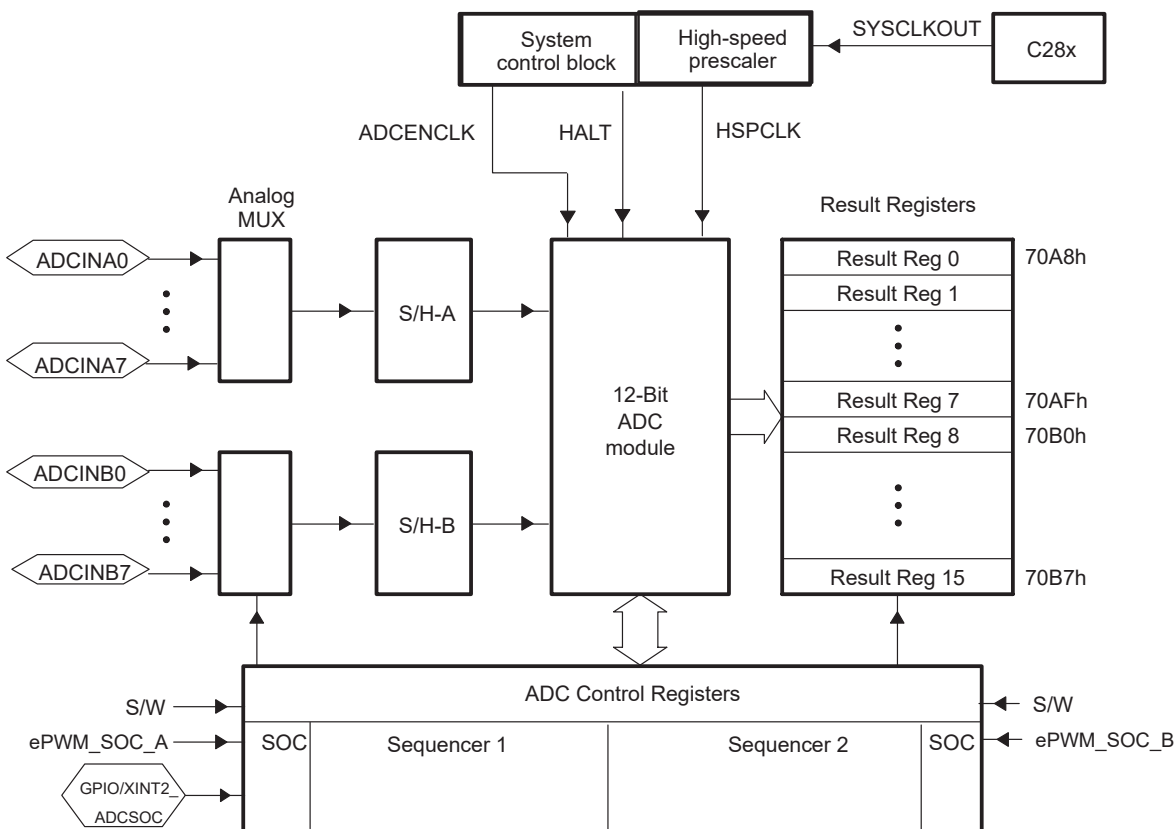 System
control block
High-speed
prescaler
SYSCLKOUT
C28x
ADCENCLK
HALT
HSPCLK
Analog
MUX
Result Registers
ADCINA0
ADCINA7
S/H-A
12-Bit
ADC
module
Result Reg 0
70A8h
Result Reg 1
Result Reg 7
70AFh
Result Reg 8
70B0h
ADCINB0
ADCINB7
S/H-B
Result Reg 15
70B7h
ADC Control Registers
S/W
S/W
ePWM_SOC_A
SOC
Sequencer 1
Sequencer 2
SOC
ePWM_SOC_B
GPIO/XINT2_
ADCSOC